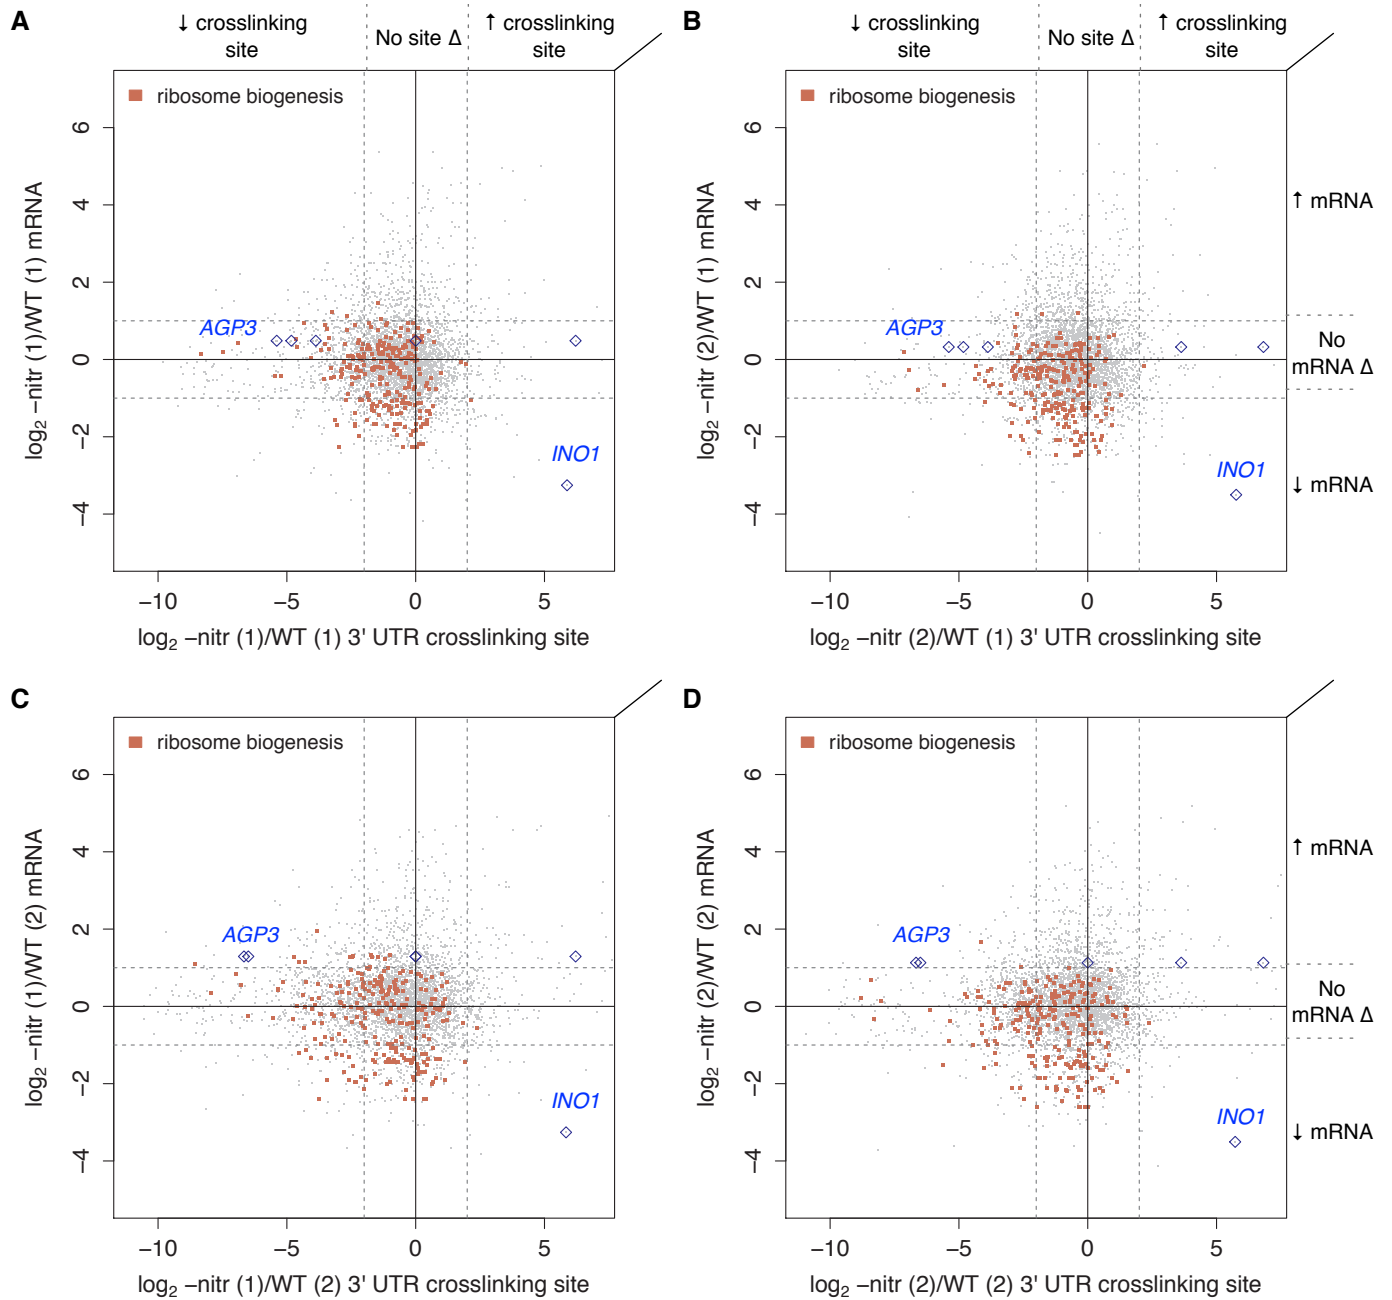 A
↓ crosslinking site
No site Δ
↑ crosslinking site
ribosome biogenesis
6
4
2
0
−2
−4
AGP3
INO1
log₂ −nitr (1)/WT (1) mRNA
−10 −5 0 5
log₂ −nitr (1)/WT (1) 3' UTR crosslinking site
B
↓ crosslinking site
No site Δ
↑ crosslinking site
ribosome biogenesis
6
4
2
0
−2
−4
AGP3
INO1
log₂ −nitr (2)/WT (1) mRNA
−10 −5 0 5
log₂ −nitr (2)/WT (1) 3' UTR crosslinking site
↑ mRNA
No
mRNA Δ
↓ mRNA
C
ribosome biogenesis
6
4
2
0
−2
−4
AGP3
INO1
log₂ −nitr (1)/WT (2) mRNA
−10 −5 0 5
log₂ −nitr (1)/WT (2) 3' UTR crosslinking site
D
ribosome biogenesis
6
4
2
0
−2
−4
AGP3
INO1
log₂ −nitr (2)/WT (2) mRNA
−10 −5 0 5
log₂ −nitr (2)/WT (2) 3' UTR crosslinking site
↑ mRNA
No
mRNA Δ
↓ mRNA